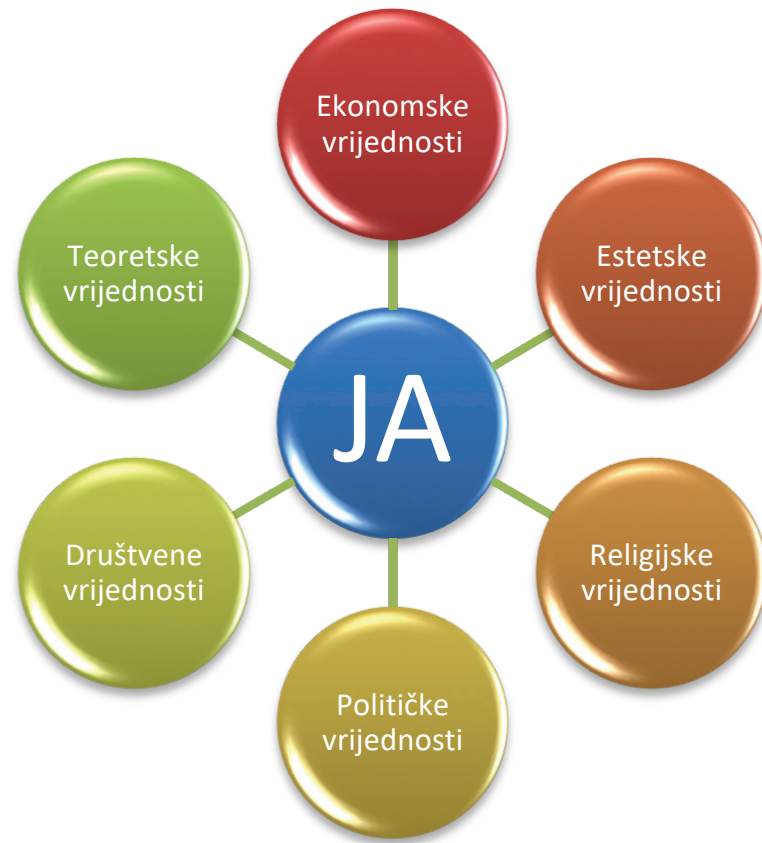 Ekonomske
vrijednosti
Estetske
vrijednosti
Religijske
vrijednosti
Političke
vrijednosti
Društvene
vrijednosti
Teoretske
vrijednosti
JA